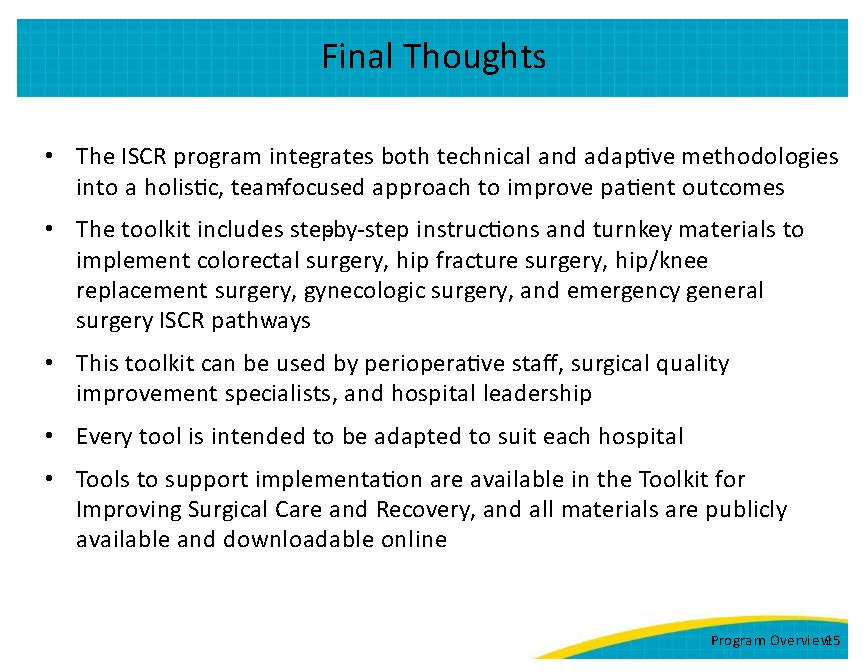 Final Thoughts
• The ISCR program integrates both technical and adaptive methodologies
into a holistic, team-focused approach to improve patient outcomes
• The toolkit includes step-by-step instructions and turnkey materials to
implement colorectal surgery, hip fracture surgery, hip/knee
replacement surgery, gynecologic surgery, and emergency general
surgery ISCR pathways
• This toolkit can be used by perioperative staff, surgical quality
improvement specialists, and hospital leadership
• Every tool is intended to be adapted to suit each hospital
• Tools to support implementation are available in the Toolkit for
Improving Surgical Care and Recovery, and all materials are publicly
available and downloadable online
Program Overview 15